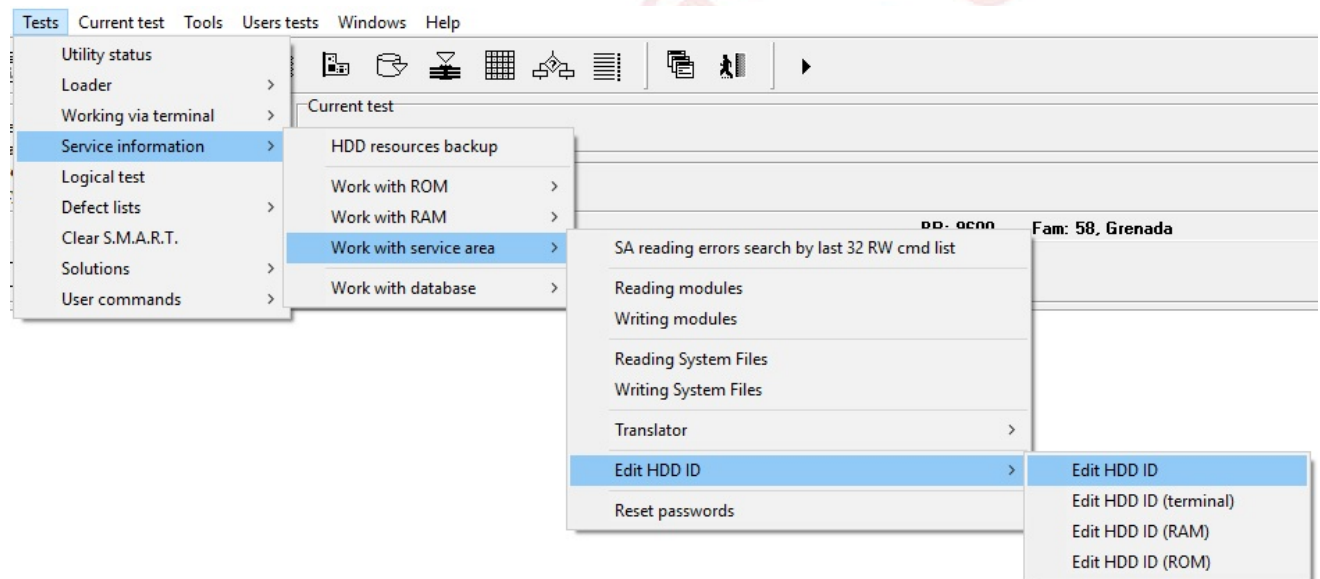 Tests Current test Tools Users tests Windows Help
Utility status
Loader
Working via terminal
Service information
Logical test
Defect lists
Clear S.M.A.R.T.
Solutions
User commands
Current test
HDD resources backup
Work with ROM
Work with RAM
Work with service area
Work with database
Fam: 58, Grenada
SA reading errors search by last 32 RW cmd list
Reading modules
Writing modules
Reading System Files
Writing System Files
Translator
Edit HDD ID
Reset passwords
Edit HDD ID
Edit HDD ID (terminal)
Edit HDD ID (RAM)
Edit HDD ID (ROM)